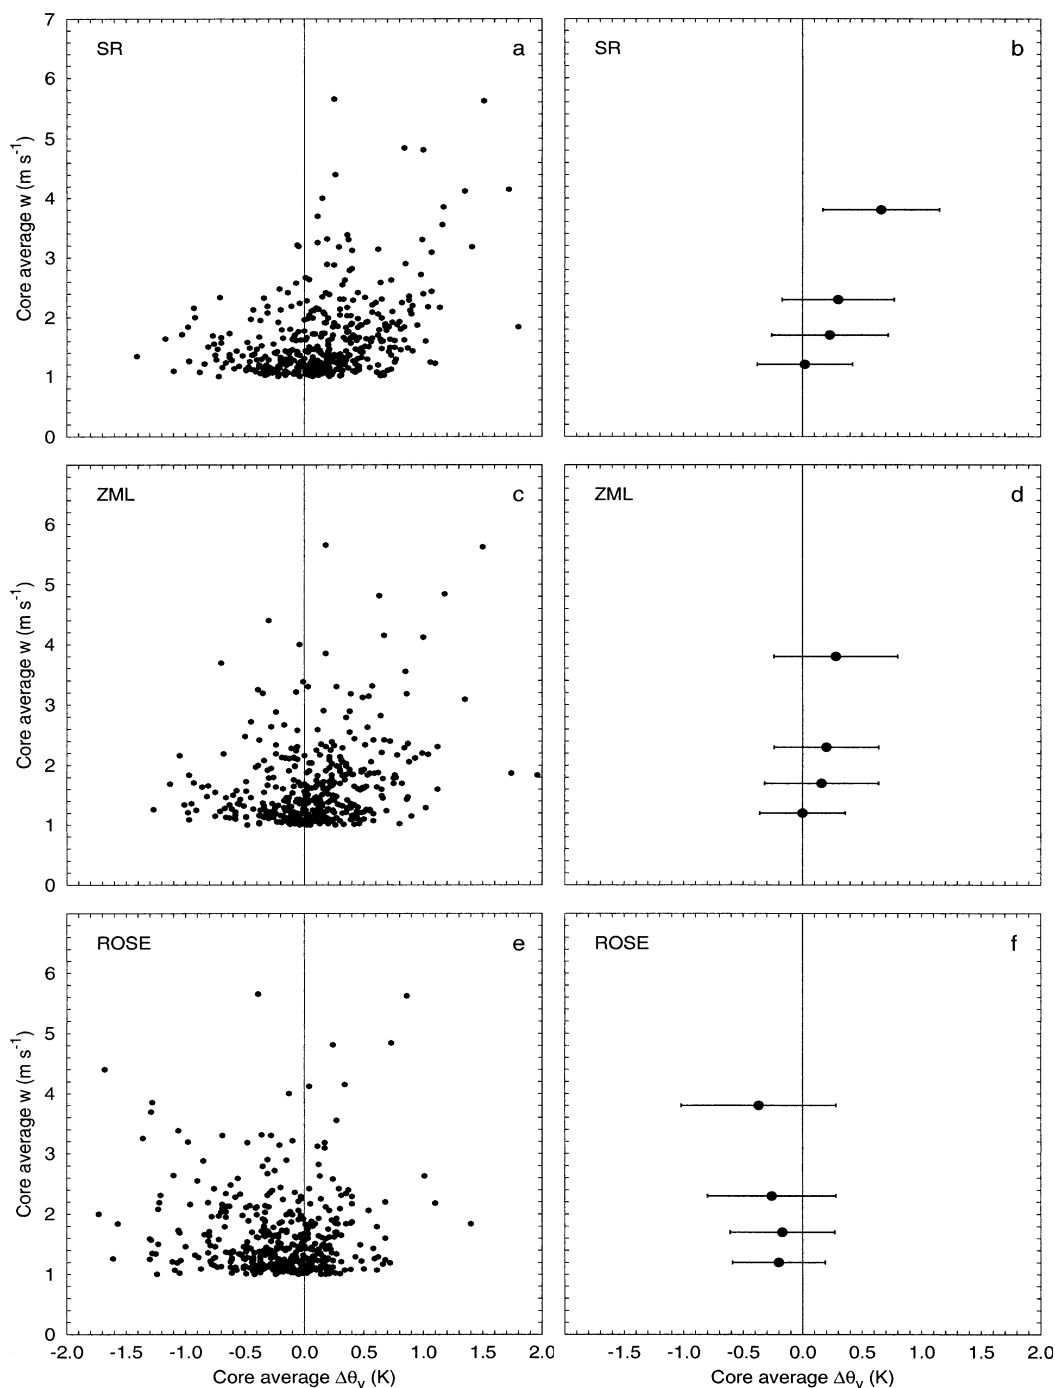 SR
a
7
6
5
4
3
2
1
0
Core average w (m s⁻¹)
SR
b
ZML
c
6
5
4
3
2
1
0
Core average w (m s⁻¹)
ZML
d
ROSE
e
6
5
4
3
2
1
0
Core average w (m s⁻¹)
-2.0 -1.5 -1.0 -0.5 0.0 0.5 1.0 1.5 2.0
Core average Δθv (K)
ROSE
f
-1.5 -1.0 -0.5 0.0 0.5 1.0 1.5 2.0
Core average Δθv (K)